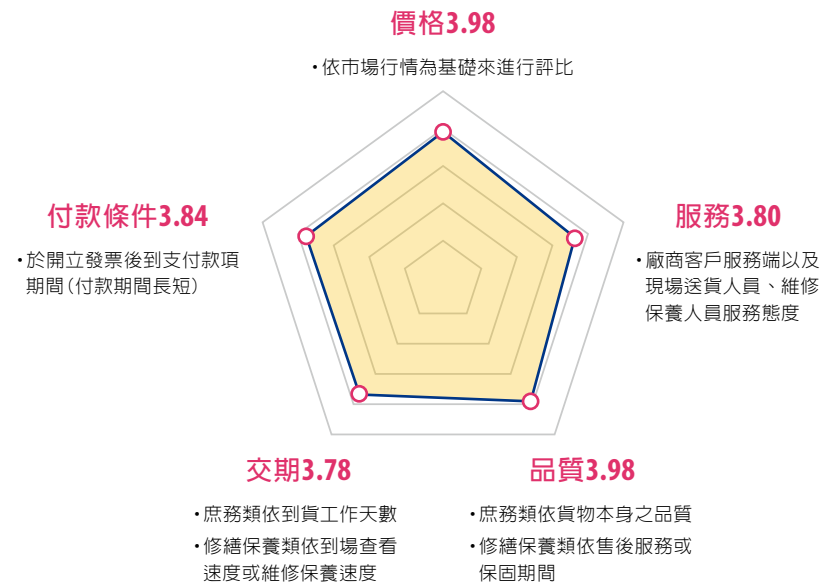 價格3.98
•依市場行情為基礎來進行評比
付款條件3.84
•於開立發票後到支付款項
期間(付款期間長短)
服務3.80
•廠商客戶服務端以及
現場送貨人員、維修
保養人員服務態度
交期3.78
•庶務類依到貨工作天數
•修繕保養類依到場查看
速度或維修保養速度
品質3.98
•庶務類依貨物本身之品質
•修繕保養類依售後服務或
保固期間